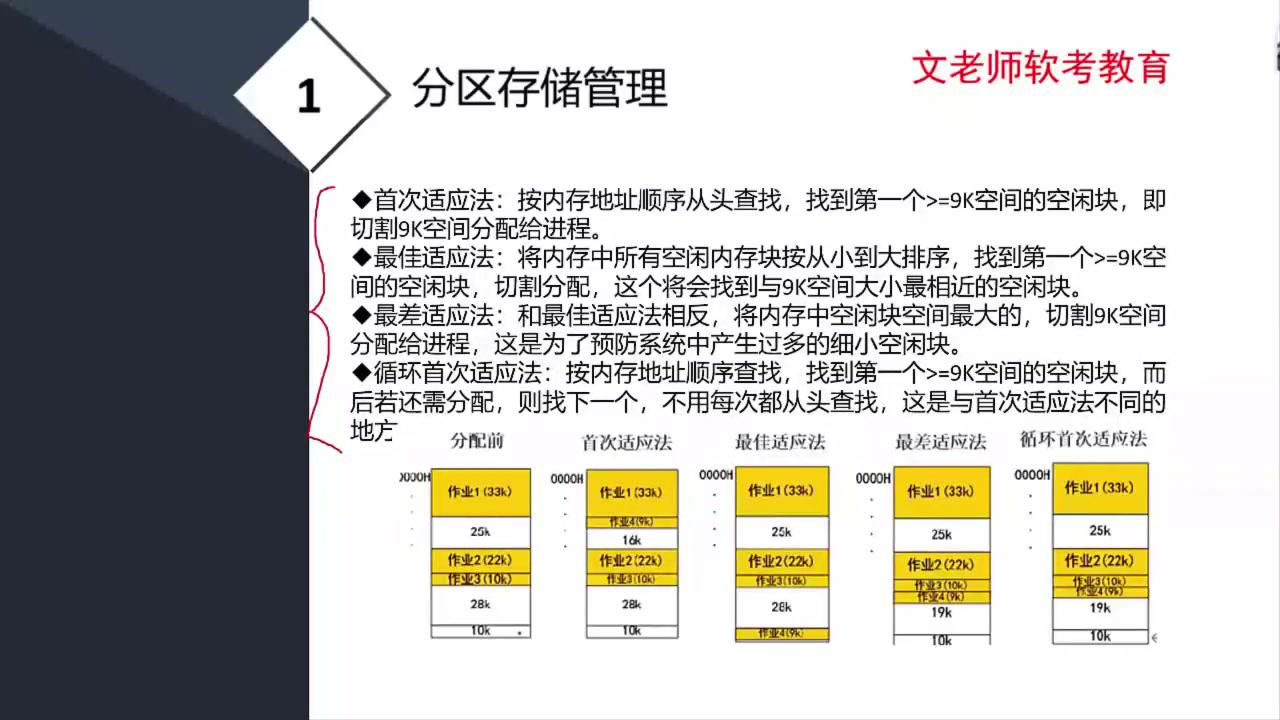 1
分区存储管理
文老师软考教育
◆首次适应法：按内存地址顺序从头查找，找到第一个>=9K空间的空闲块，即
切割9K空间分配给进程。
◆最佳适应法：将内存中所有空闲内存块按从小到大排序，找到第一个>=9K空
间的空闲块，切割分配，这个将会找到与9K空间大小最相近的空闲块。
◆最差适应法：和最佳适应法相反，将内存中空闲块空间最大的，切割9K空间
分配给进程，这是为了预防系统中产生过多的细小空闲块。
◆循环首次适应法：按内存地址顺序查找，找到第一个>=9K空间的空闲块，而
后若还需分配，则找下一个，不用每次都从头查找，这是与首次适应法不同的
地方
分配前
0000H
作业1(33k)
25k
作业2(22k)
作业3(10k)
28k
10k
首次适应法
0000H
作业1(33k)
作业4(9k)
16k
作业2(22k)
作业3(10k)
28k
10k
最佳适应法
0000H
作业1(33k)
25k
作业2(22k)
作业3(10k)
28k
作业4(9k)
最差适应法
0000H
作业1(33k)
25k
作业2(22k)
作业3(10k)
作业4(9k)
19k
10k
循环首次适应法
0000H
作业1(33k)
25k
作业2(22k)
作业3(10k)
作业4(9k)
19k
10k